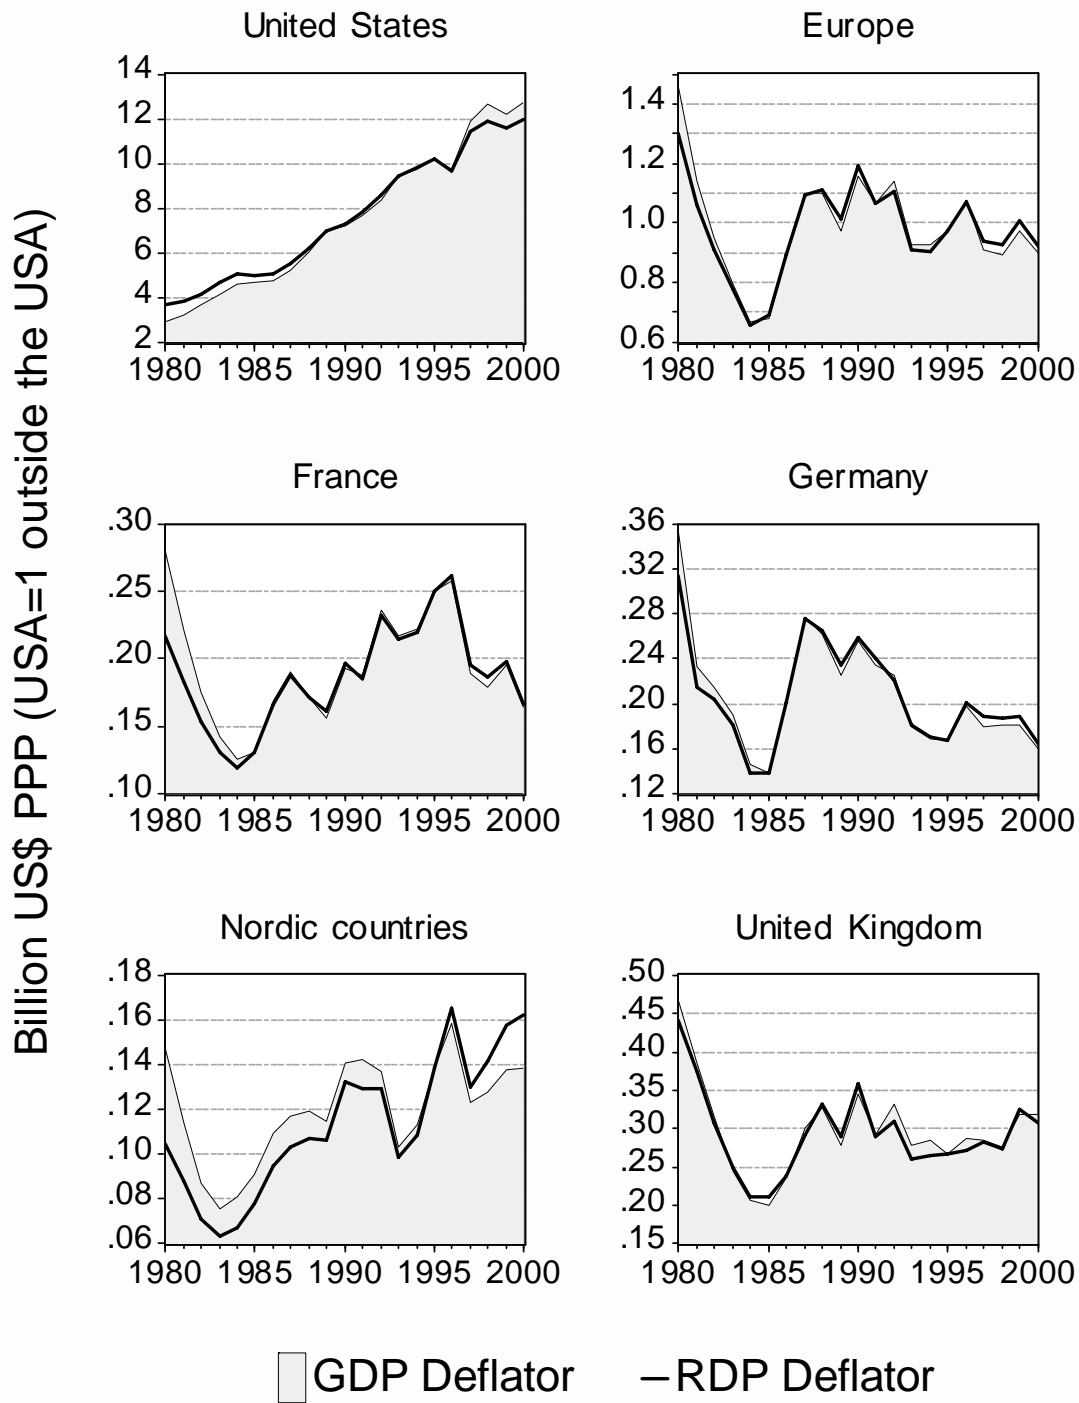 Billion US$ PPP (USA=1 outside the USA)
United States
14
12
10
8
6
4
2
1980 1985 1990 1995 2000
Europe
1.4
1.2
1.0
0.8
0.6
1980 1985 1990 1995 2000
France
.30
.25
.20
.15
.10
1980 1985 1990 1995 2000
Germany
.36
.32
.28
.24
.20
.16
.12
1980 1985 1990 1995 2000
Nordic countries
.18
.16
.14
.12
.10
.08
.06
1980 1985 1990 1995 2000
United Kingdom
.50
.45
.40
.35
.30
.25
.20
.15
1980 1985 1990 1995 2000
GDP Deflator RDP Deflator